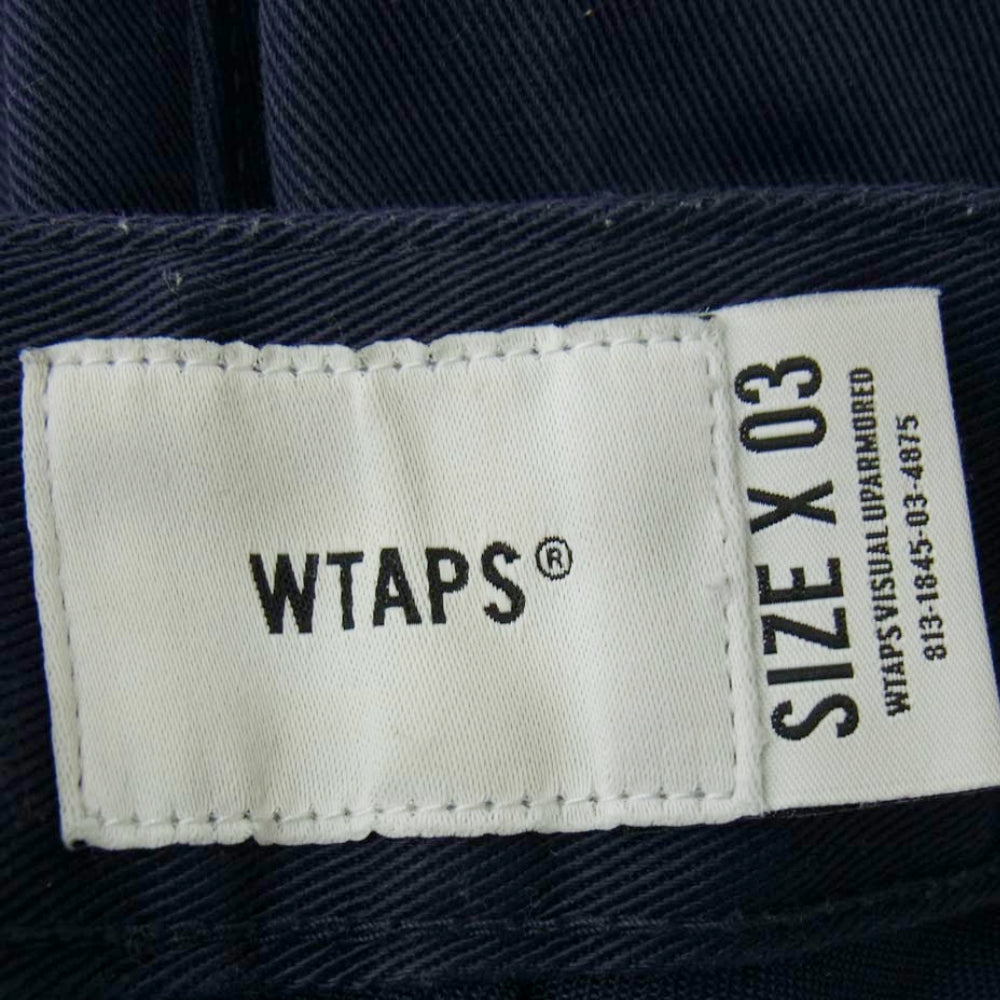 WTAPS®
SIZE X 03
WTAPS VISUAL UPARMORED
813-1845-03-4875